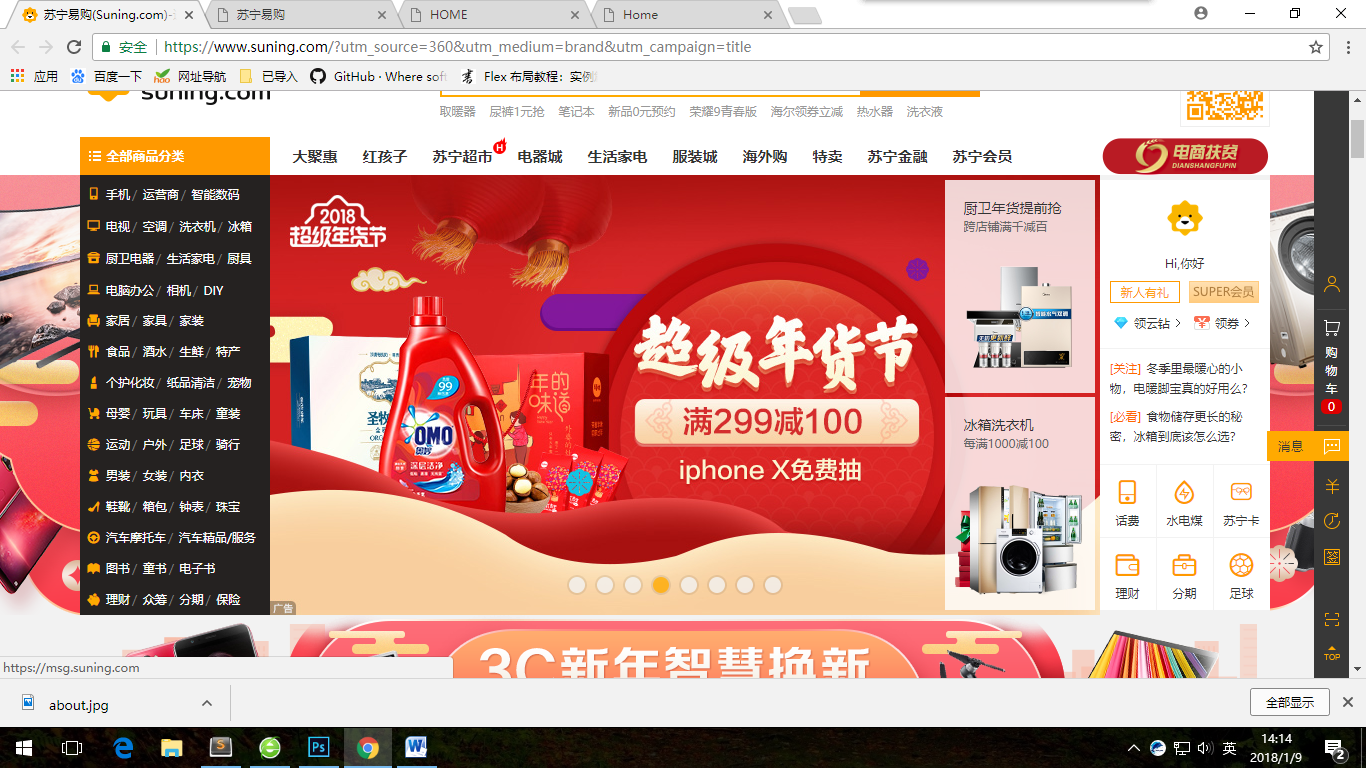 苏宁易购(Suning.com)-
苏宁易购
HOME
Home
安全
https://www.suning.com/?utm_source=360&utm_medium=brand&utm_campaign=title
应用
百度一下
网址导航
已导入
GitHub · Where soft
Flex 布局教程：实例
suning.com
取暖器 尿裤1元抢 笔记本 新品0元预约 荣耀9青春版 海尔领券立减 热水器 洗衣液
全部商品分类
大聚惠 红孩子 苏宁超市 H 电器城 生活家电 服装城 海外购 特卖 苏宁金融 苏宁会员
电商扶贫
DIANSHANGFUPIN
手机/ 运营商/ 智能数码
电视/ 空调/ 洗衣机/ 冰箱
厨卫电器/ 生活家电/ 厨具
电脑办公/ 相机/ DIY
家居/ 家具/ 家装
食品/ 酒水/ 生鲜/ 特产
个护化妆/ 纸品清洁/ 宠物
母婴/ 玩具/ 车床/ 童装
运动/ 户外/ 足球/ 骑行
男装/ 女装/ 内衣
鞋靴/ 箱包/ 钟表/ 珠宝
汽车摩托车/ 汽车精品/服务
图书/ 童书/ 电子书
理财/ 众筹/ 分期/ 保险
2018
超级年货节
99
OMO
奥妙
深层洁净
圣牧
年的味道
超级年货节
满299减100
iphone X免费抽
广告
厨卫年货提前抢
跨店铺满千减百
冰箱洗衣机
每满1000减100
Hi,你好
新人有礼
SUPER会员
领云钻
领券
[关注] 冬季里最暖心的小
物，电暖脚宝真的好用么？
[必看] 食物储存更长的秘
密，冰箱到底该怎么选？
话费
水电煤
苏宁卡
理财
分期
足球
购
物
车
0
消息
签
TOP
3C新年智慧换新
https://msg.suning.com
about.jpg
全部显示
英
14:14
2018/1/9
2